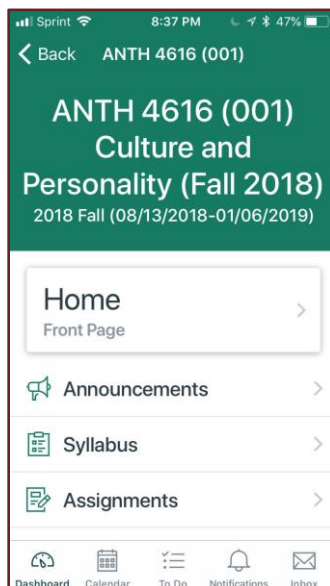 Sprint 8:37 PM 47%
Back ANTH 4616 (001)
ANTH 4616 (001)
Culture and
Personality (Fall 2018)
2018 Fall (08/13/2018-01/06/2019)
Home
Front Page
Announcements
Syllabus
Assignments
Dashboard Calendar To Do Notifications Inbox